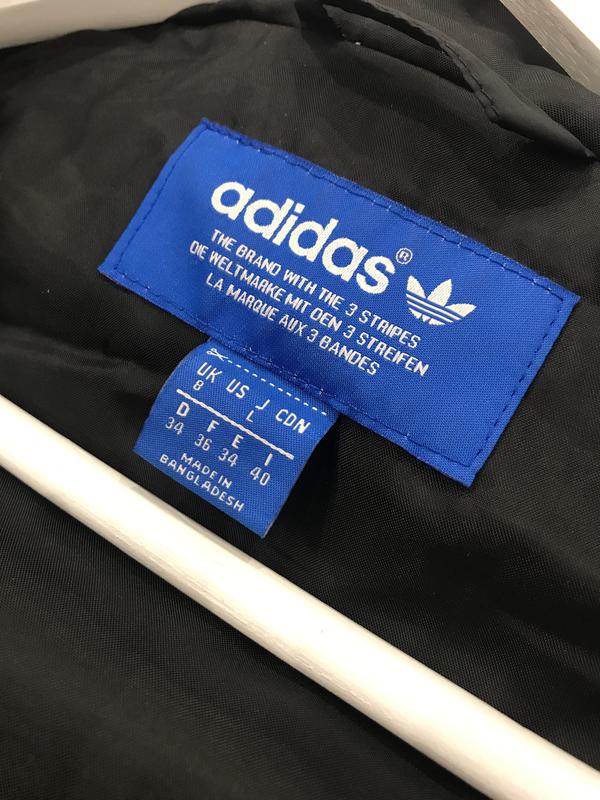 adidas®
THE BRAND WITH THE 3 STRIPES
DIE WELTMARKE MIT DEN 3 STREIFEN
LA MARQUE AUX 3 BANDES
UK US J CDN
8 L
D F E I
34 36 34 40
MADE IN
BANGLADESH